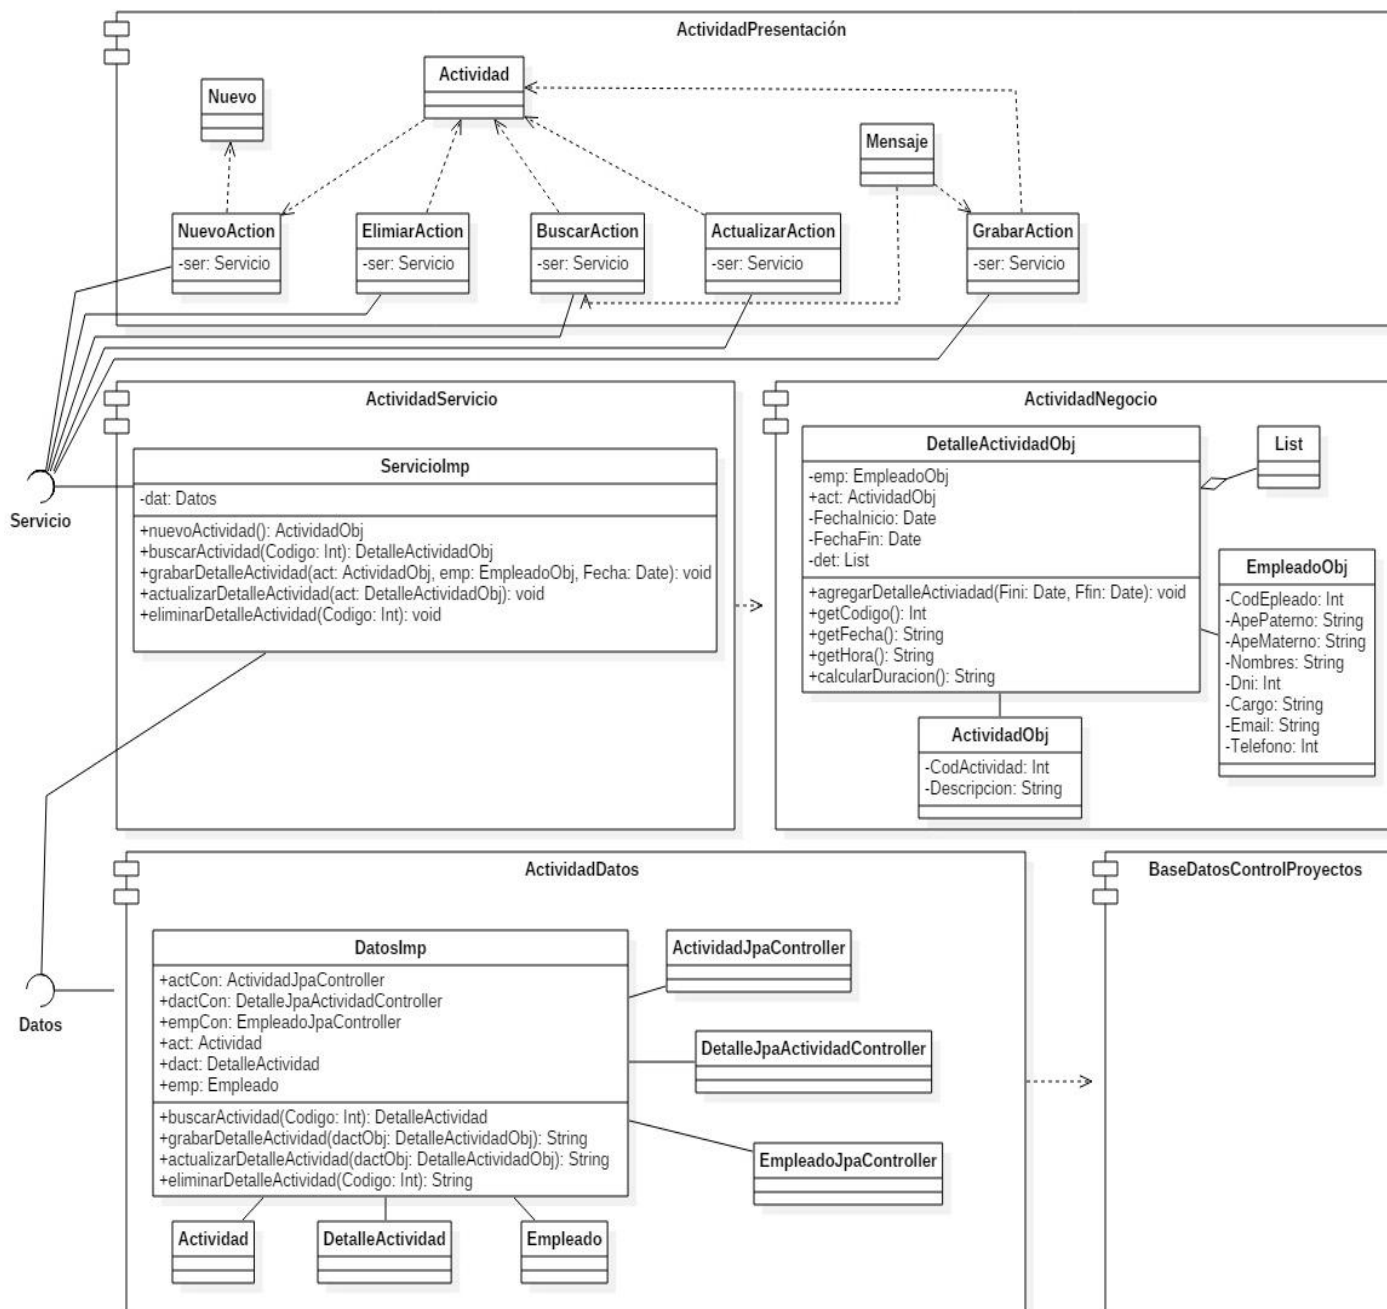 ActividadPresentación
Actividad
Nuevo
Mensaje
NuevoAction
-ser: Servicio
ElimiarAction
-ser: Servicio
BuscarAction
-ser: Servicio
ActualizarAction
-ser: Servicio
GrabarAction
-ser: Servicio
Servicio
ActividadServicio
ServicioImp
-dat: Datos
+nuevoActividad(): ActividadObj
+buscarActividad(Codigo: Int): DetalleActividadObj
+grabarDetalleActividad(act: ActividadObj, emp: EmpleadoObj, Fecha: Date): void
+actualizarDetalleActividad(act: DetalleActividadObj): void
+eliminarDetalleActividad(Codigo: Int): void
ActividadNegocio
DetalleActividadObj
-emp: EmpleadoObj
+act: ActividadObj
-FechaInicio: Date
-FechaFin: Date
-det: List
+agregarDetalleActiviadad(Fini: Date, Ffin: Date): void
+getCodigo(): Int
+getFecha(): String
+getHora(): String
+calcularDuracion(): String
List
EmpleadoObj
-CodEpleado: Int
-ApePaterno: String
-ApeMaterno: String
-Nombres: String
-Dni: Int
-Cargo: String
-Email: String
-Telefono: Int
ActividadObj
-CodActividad: Int
-Descripcion: String
Datos
ActividadDatos
DatosImp
+actCon: ActividadJpaController
+dactCon: DetalleJpaActividadController
+empCon: EmpleadoJpaController
+act: Actividad
+dact: DetalleActividad
+emp: Empleado
+buscarActividad(Codigo: Int): DetalleActividad
+grabarDetalleActividad(dactObj: DetalleActividadObj): String
+actualizarDetalleActividad(dactObj: DetalleActividadObj): String
+eliminarDetalleActividad(Codigo: Int): String
ActividadJpaController
DetalleJpaActividadController
EmpleadoJpaController
Actividad
DetalleActividad
Empleado
BaseDatosControlProyectos